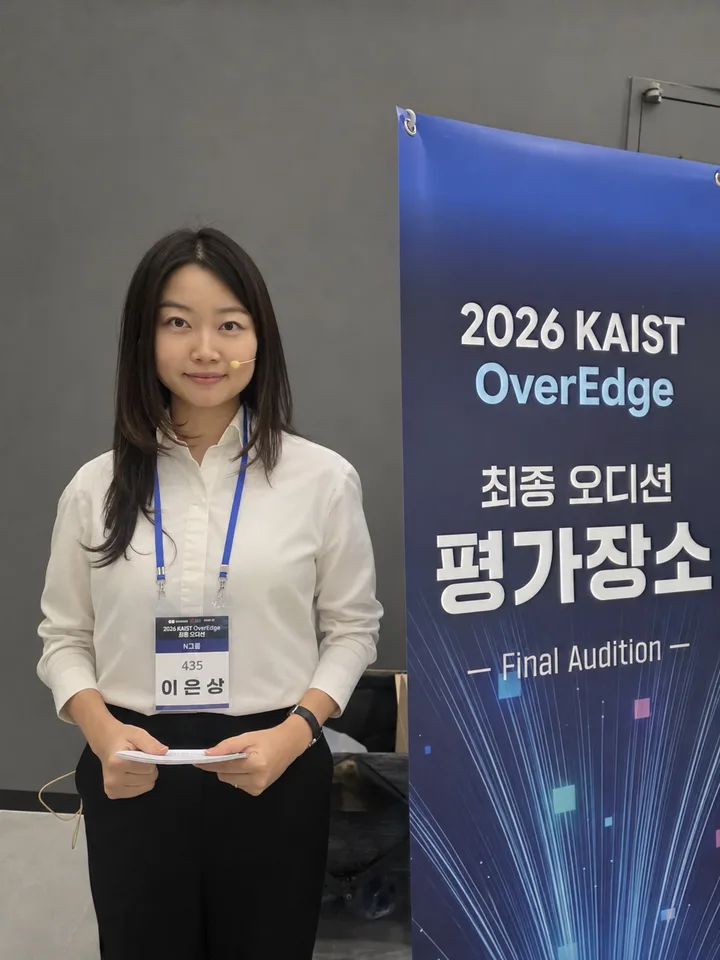 2026 KAIST
OverEdge
최종 오디션
평가장소
— Final Audition —
2026 KAIST OverEdge
최종 오디션
N그룹
435
이은상